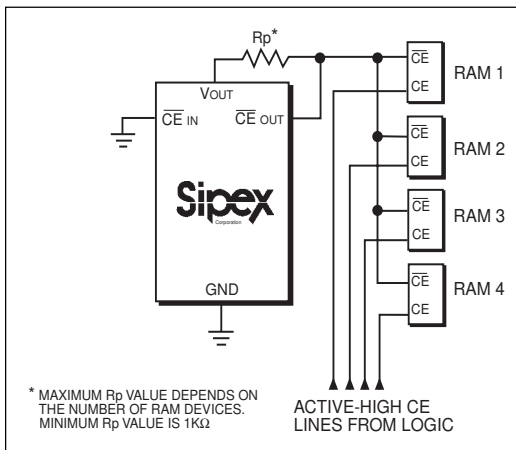 Rp*
VOUT
CE IN
CE OUT
Sipex
Corporation
GND
CE
CE
RAM 1
CE
CE
RAM 2
CE
CE
RAM 3
CE
CE
RAM 4
* MAXIMUM Rp VALUE DEPENDS ON
THE NUMBER OF RAM DEVICES.
MINIMUM Rp VALUE IS 1KΩ
ACTIVE-HIGH CE
LINES FROM LOGIC